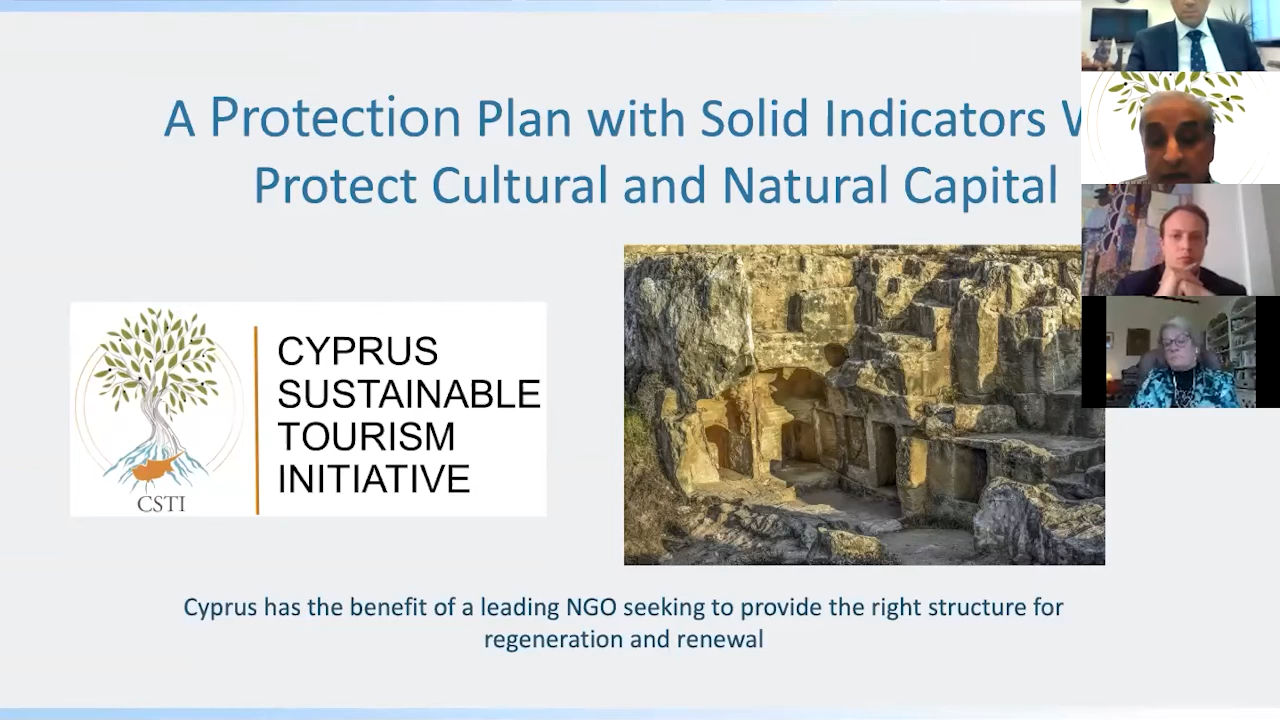 A Protection Plan with Solid Indicators
Protect Cultural and Natural Capital
CYPRUS
SUSTAINABLE
TOURISM
INITIATIVE
CSTI
Cyprus has the benefit of a leading NGO seeking to provide the right structure for
regeneration and renewal